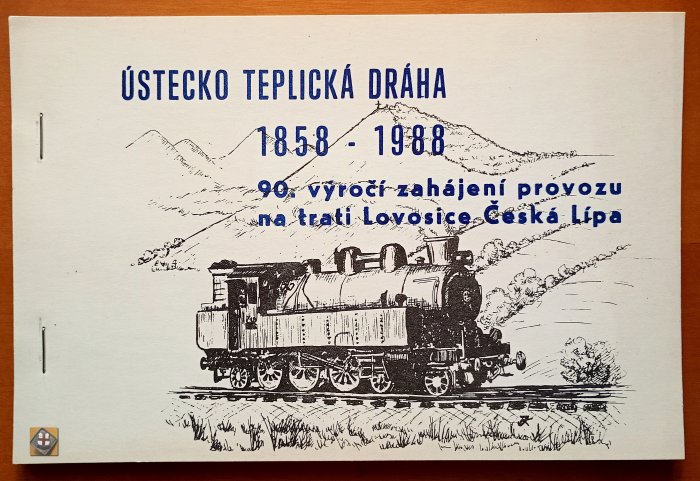 ÚSTECKO TEPLICKÁ DRÁHA
1858 - 1988
90. výročí zahájení provozu
na trati Lovosice Česká Lípa